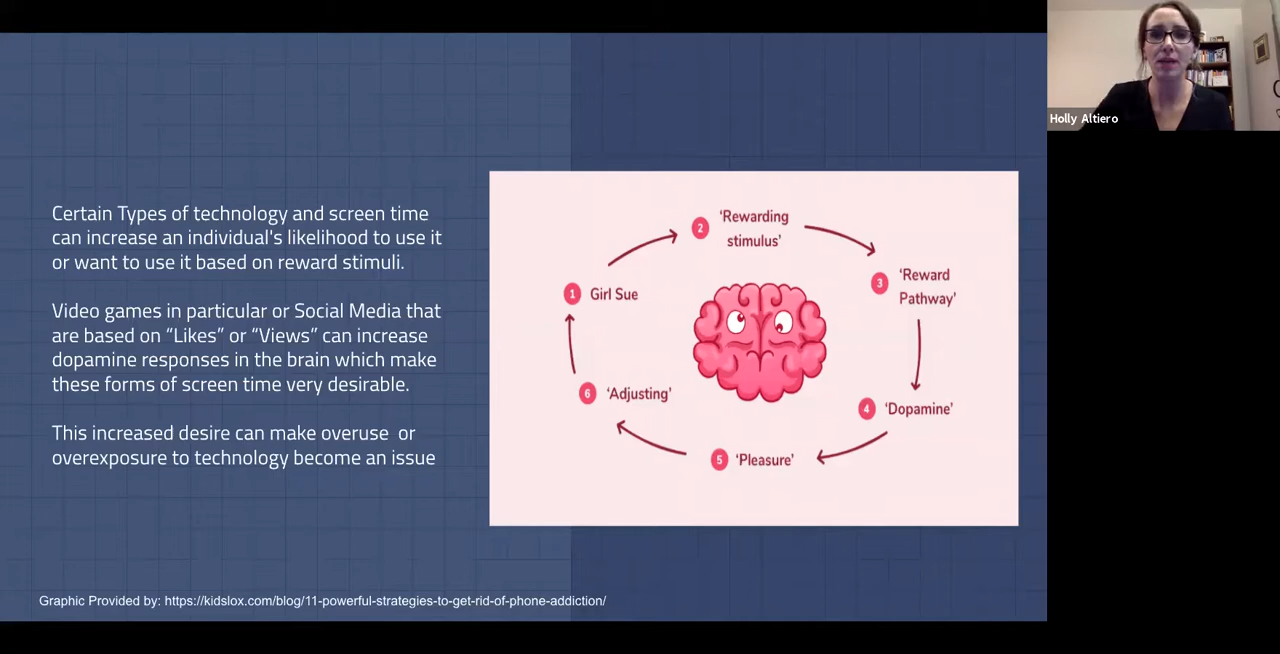 Certain Types of technology and screen time
can increase an individual's likelihood to use it
or want to use it based on reward stimuli.
Video games in particular or Social Media that
are based on “Likes” or “Views” can increase
dopamine responses in the brain which make
these forms of screen time very desirable.
This increased desire can make overuse or
overexposure to technology become an issue
1 Girl Sue
2 ‘Rewarding
stimulus’
3 ‘Reward
Pathway’
4 ‘Dopamine’
5 ‘Pleasure’
6 ‘Adjusting’
Graphic Provided by: https://kidslox.com/blog/11-powerful-strategies-to-get-rid-of-phone-addiction/
Holly Altiero